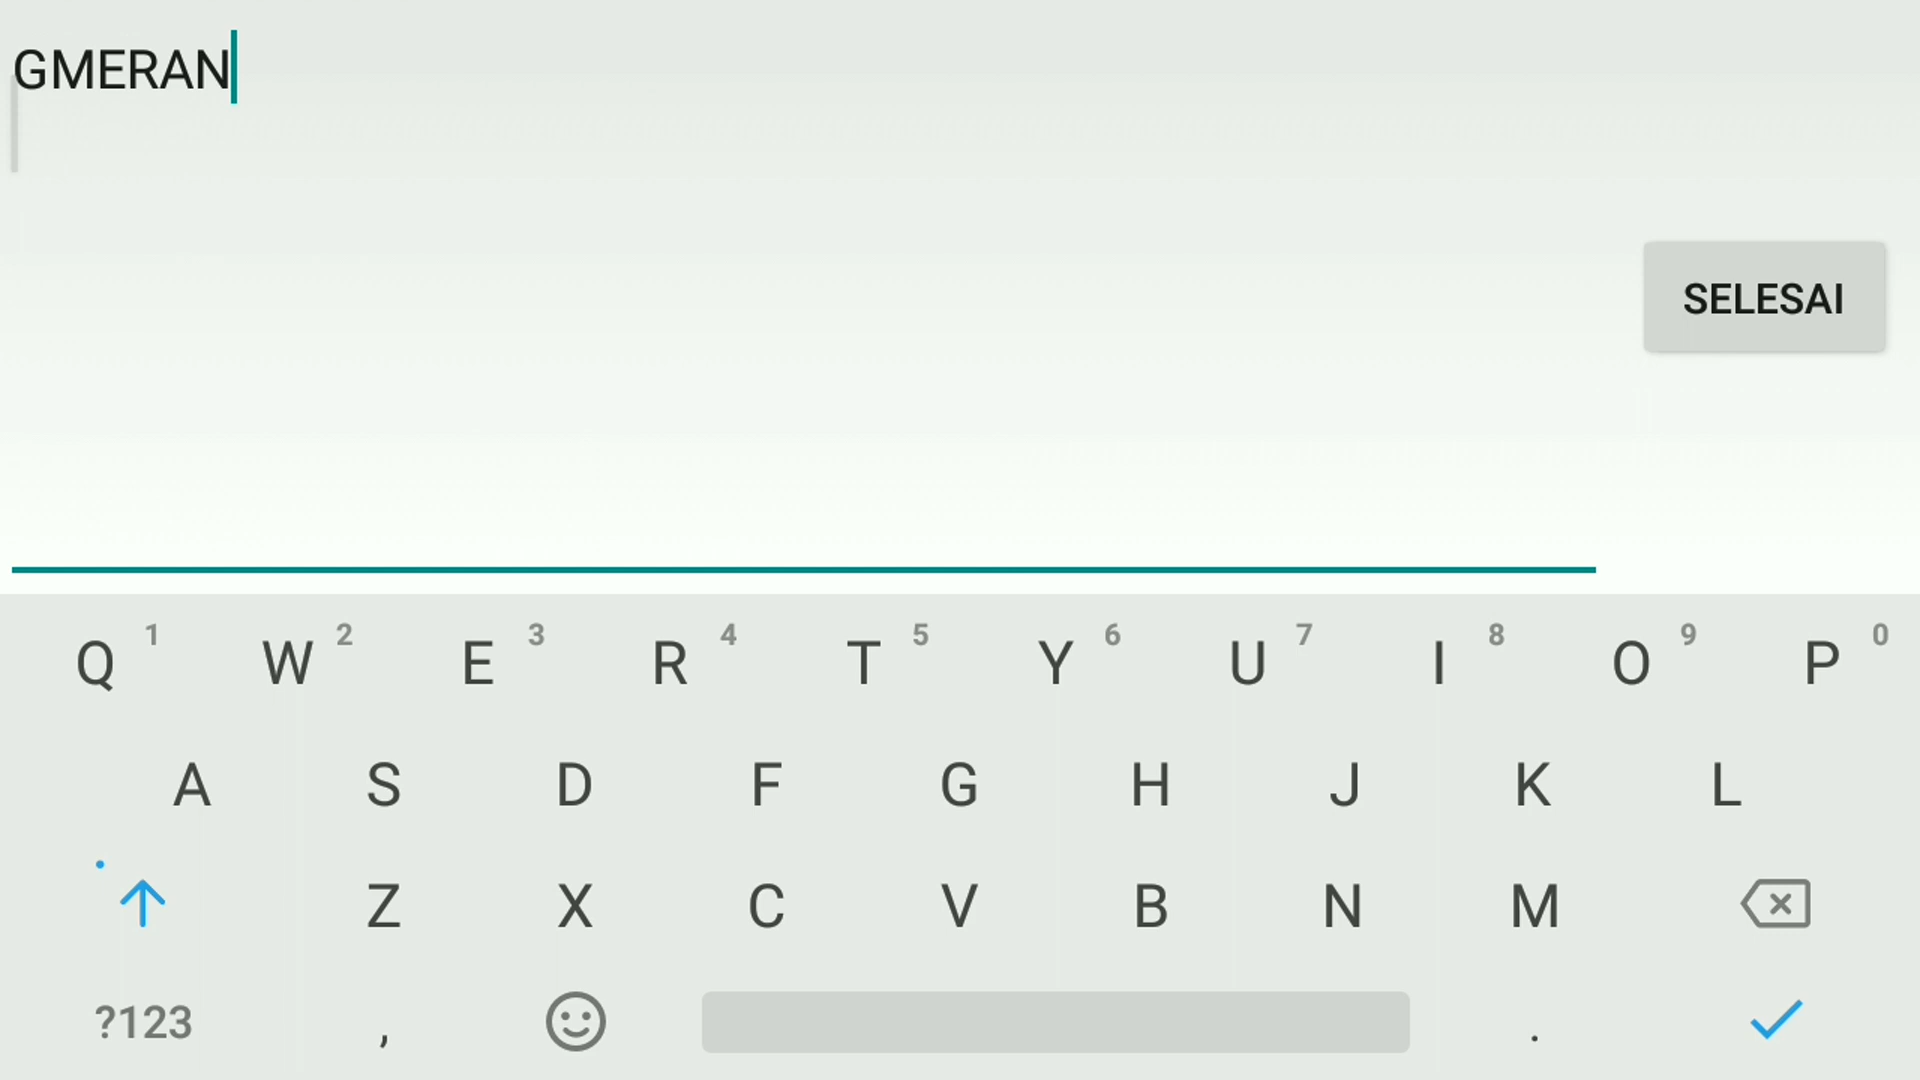 GMERAN
SELESAI
Q 1 W 2 E 3 R 4 T 5 Y 6 U 7 I 8 O 9 P 0
A S D F G H J K L
Z X C V B N M
?123 , .